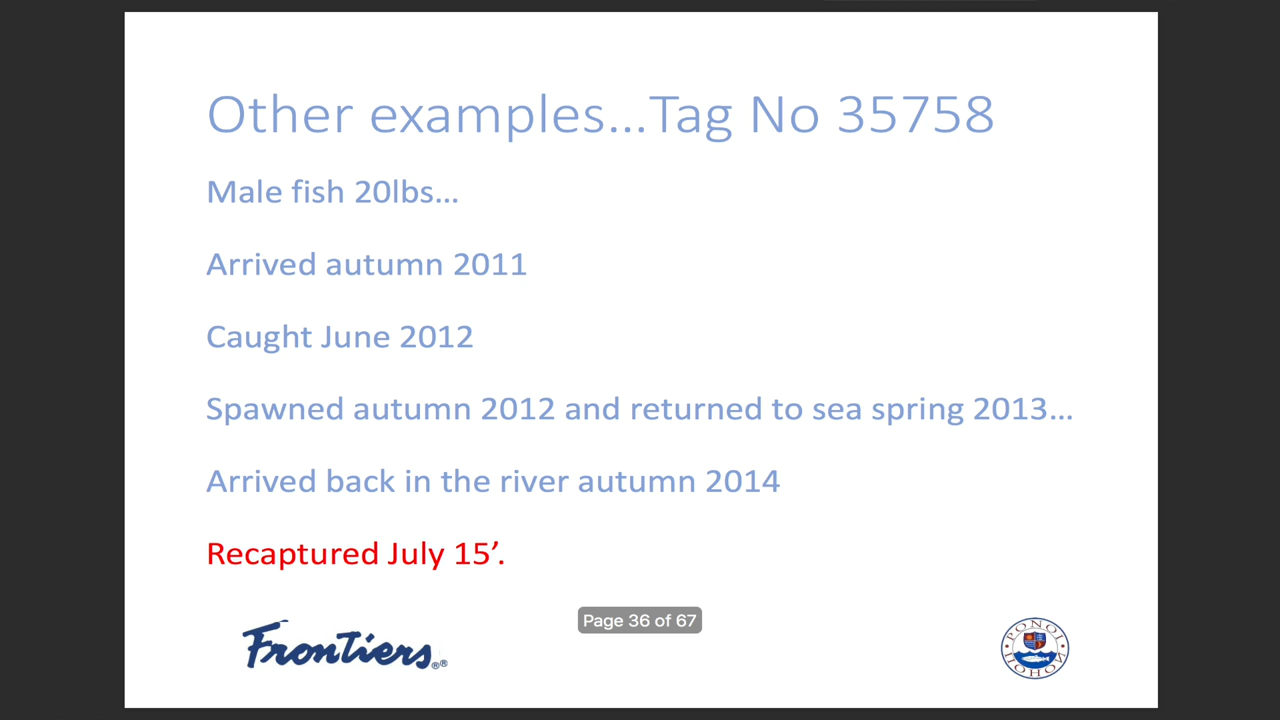 Other examples...Tag No 35758
Male fish 20lbs...
Arrived autumn 2011
Caught June 2012
Spawned autumn 2012 and returned to sea spring 2013...
Arrived back in the river autumn 2014
Recaptured July 15’.
Page 36 of 67
Frontiers®®
PONOI
ПОНОЙ